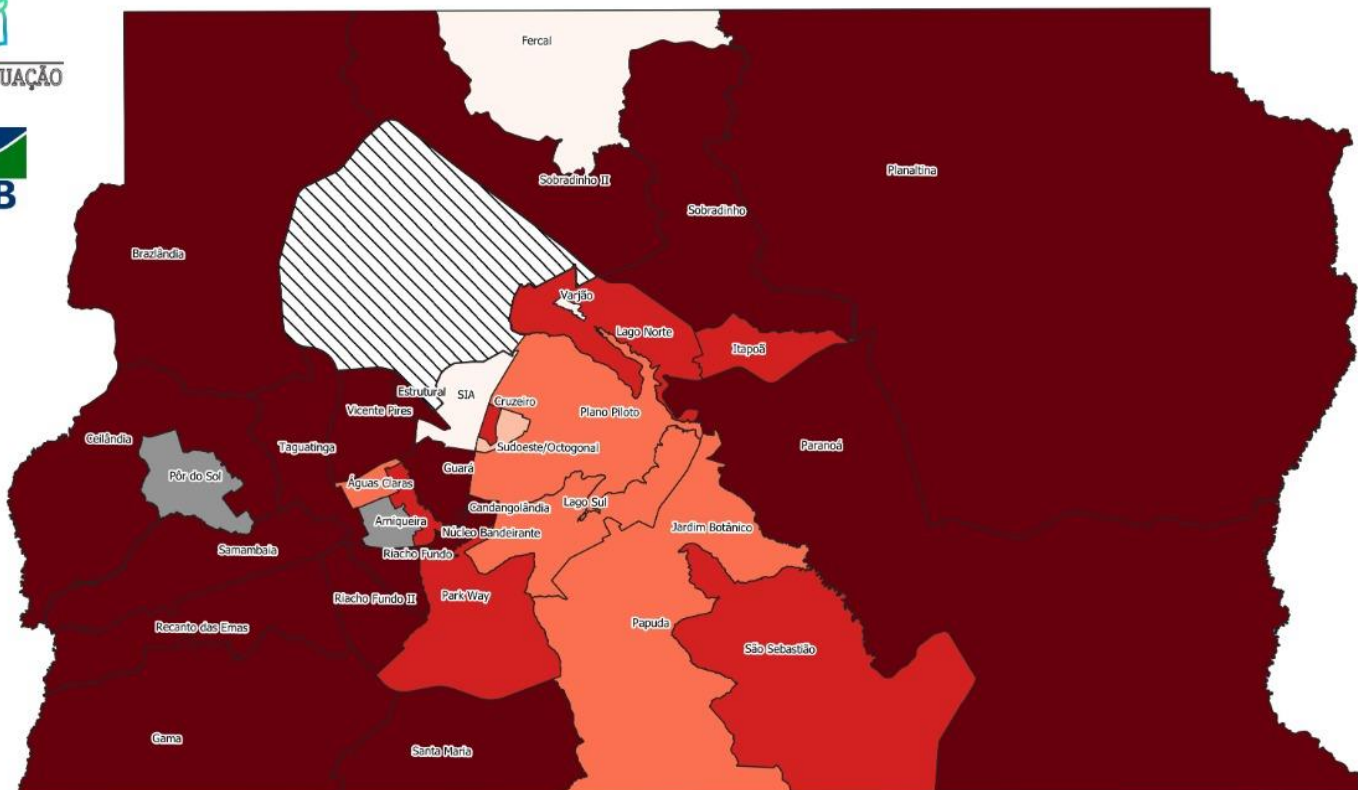 UAÇÃO
B
Fercal
Planaltina
Sobradinho II
Sobradinho
Brazlândia
Varjão
Lago Norte
Itapoã
Estrutural
SIA
Cruzeiro
Vicente Pires
Plano Piloto
Ceilândia
Taguatinga
Sudoeste/Octogonal
Paranoá
Guará
Pôr do Sol
Águas Claras
Lago Sul
Candangolândia
Arniqueira
Jardim Botânico
Núcleo Bandeirante
Samambaia
Riacho Fundo
Riacho Fundo II
Park Way
Recanto das Emas
Papuda
São Sebastião
Gama
Santa Maria